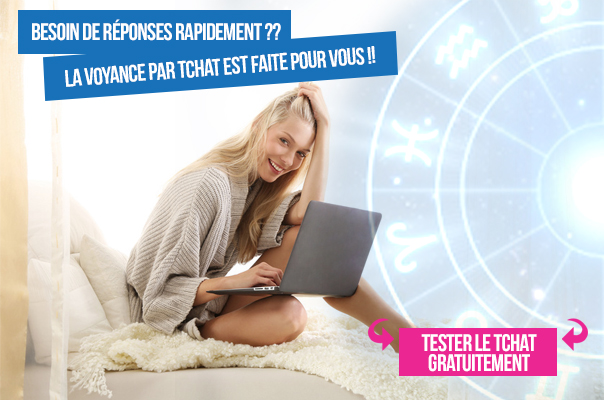 BESOIN DE RÉPONSES RAPIDEMENT ??
LA VOYANCE PAR TCHAT EST FAITE POUR VOUS !!
TESTER LE TCHAT
GRATUITEMENT